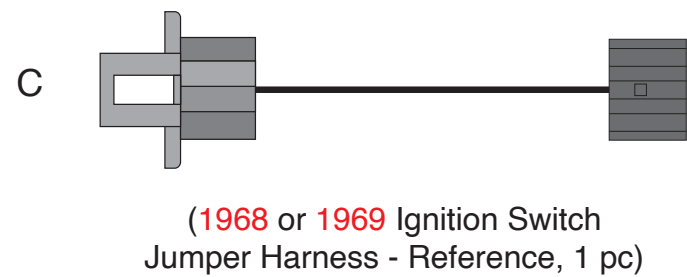 C
(1968 or 1969 Ignition Switch
Jumper Harness - Reference, 1 pc)